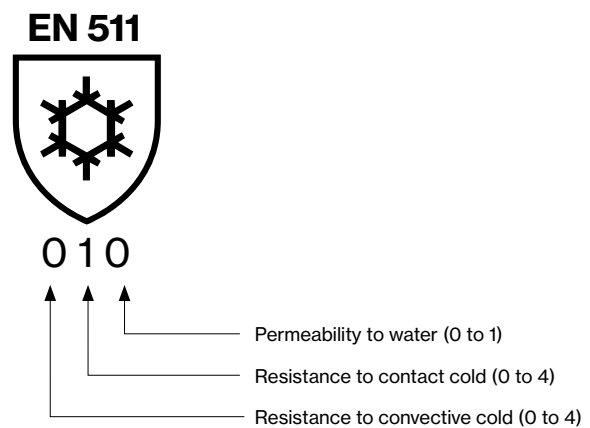 EN 511
0 1 0
Permeability to water (0 to 1)
Resistance to contact cold (0 to 4)
Resistance to convective cold (0 to 4)